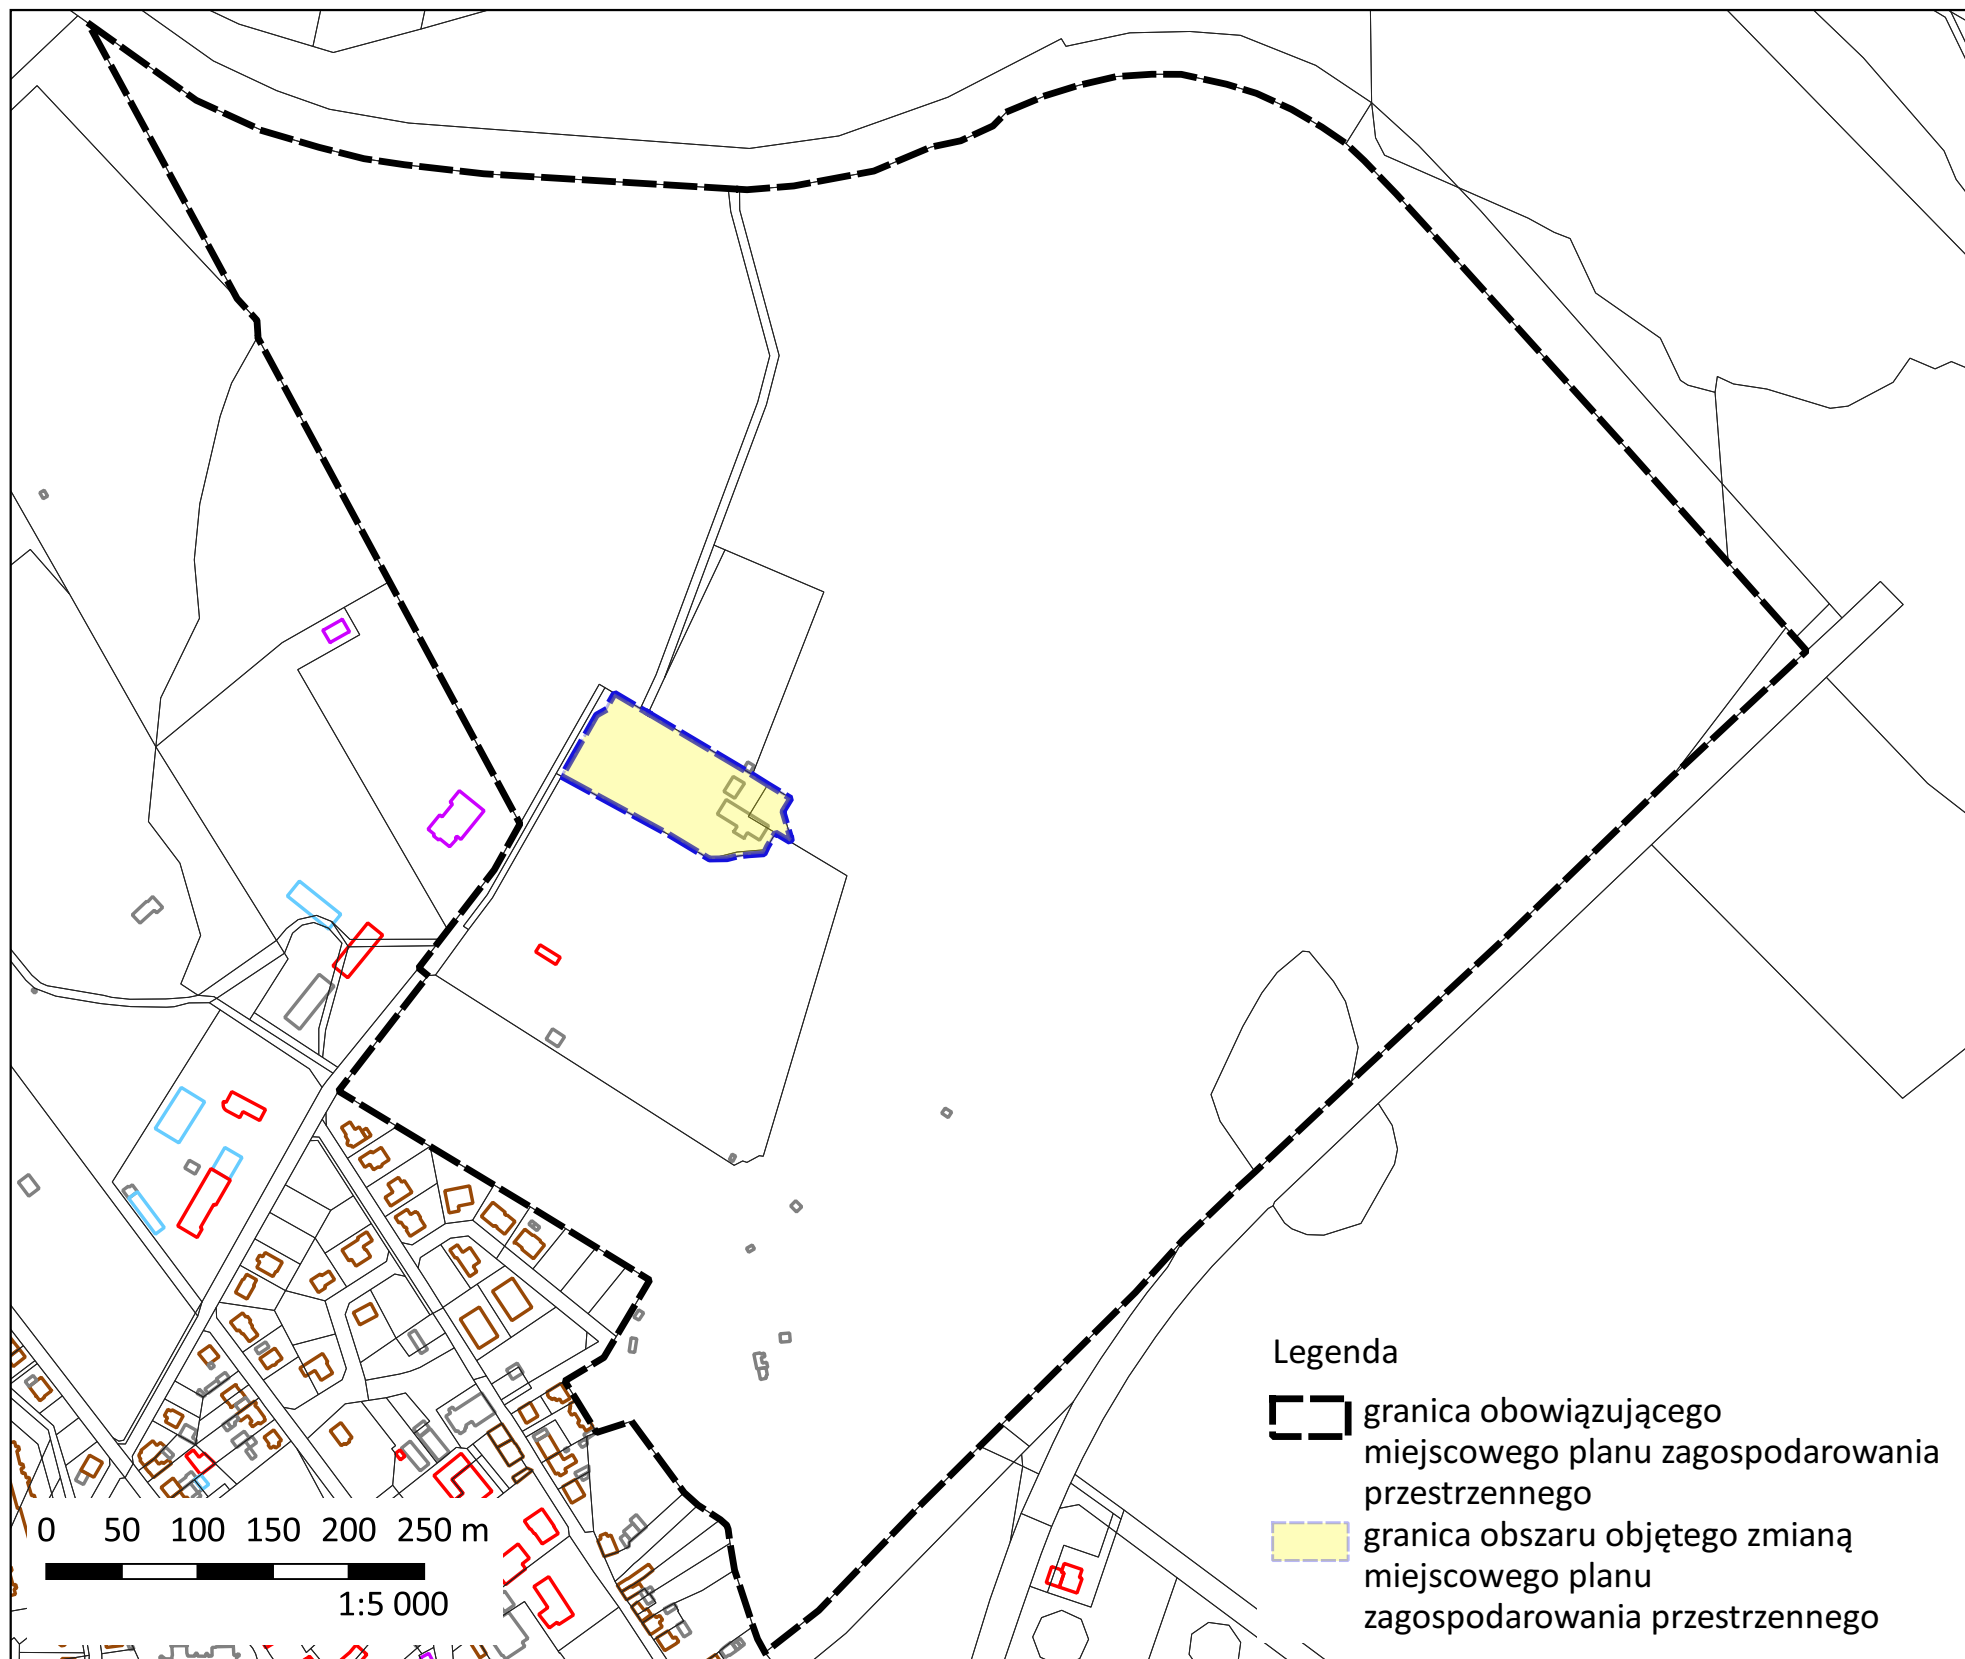 Legenda
granica obowiązującego
miejscowego planu zagospodarowania
przestrzennego
granica obszaru objętego zmianą
miejscowego planu
zagospodarowania przestrzennego
0 50 100 150 200 250 m
1:5 000